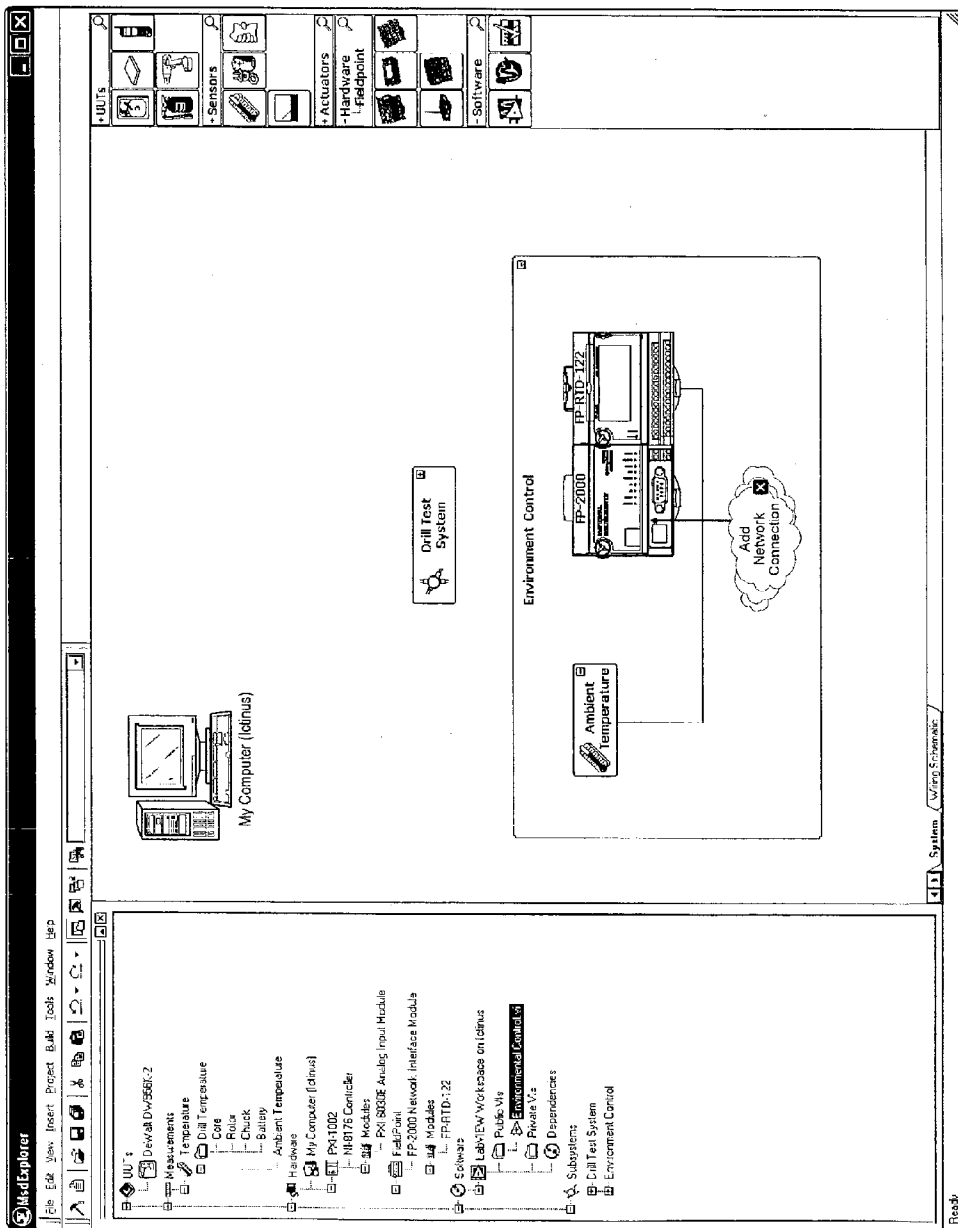 MsdExplorer
File Edit View Insert Project Build Tools Window Help
UUTs
DeWalt DW966K-2
Measurements
Temperature
Drill Temperature
Core
Rotor
Chuck
Battery
Ambient Temperature
Hardware
My Computer (Ictinus)
PXI-1002
NI-8176 Controller
Modules
PXI 6030E Analog Input Module
FieldPoint
FP-2000 Network Interface Module
Modules
FP-RTD-122
Software
LabVIEW Workspace on Ictinus
Public VIs
Environmental Control.vi
Private VIs
Dependencies
Subsystems
Drill Test System
Environment Control
My Computer (Ictinus)
Drill Test
System
Environment Control
Ambient
Temperature
FP-2000
FP-RTD-122
Add
Network
Connection
System
Wiring Schematic
+ UUTs
+ Sensors
+ Actuators
- Hardware
Fieldpoint
- Software
Ready